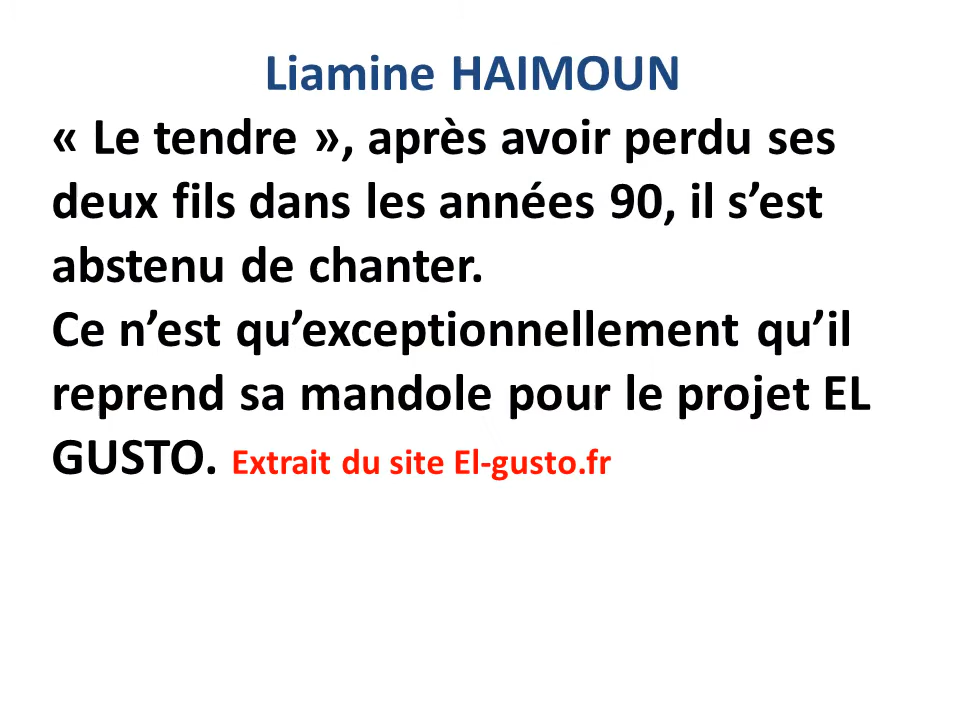 Liamine HAIMOUN
« Le tendre », après avoir perdu ses
deux fils dans les années 90, il s’est
abstenu de chanter.
Ce n’est qu’exceptionnellement qu’il
reprend sa mandole pour le projet EL
GUSTO. Extrait du site El-gusto.fr